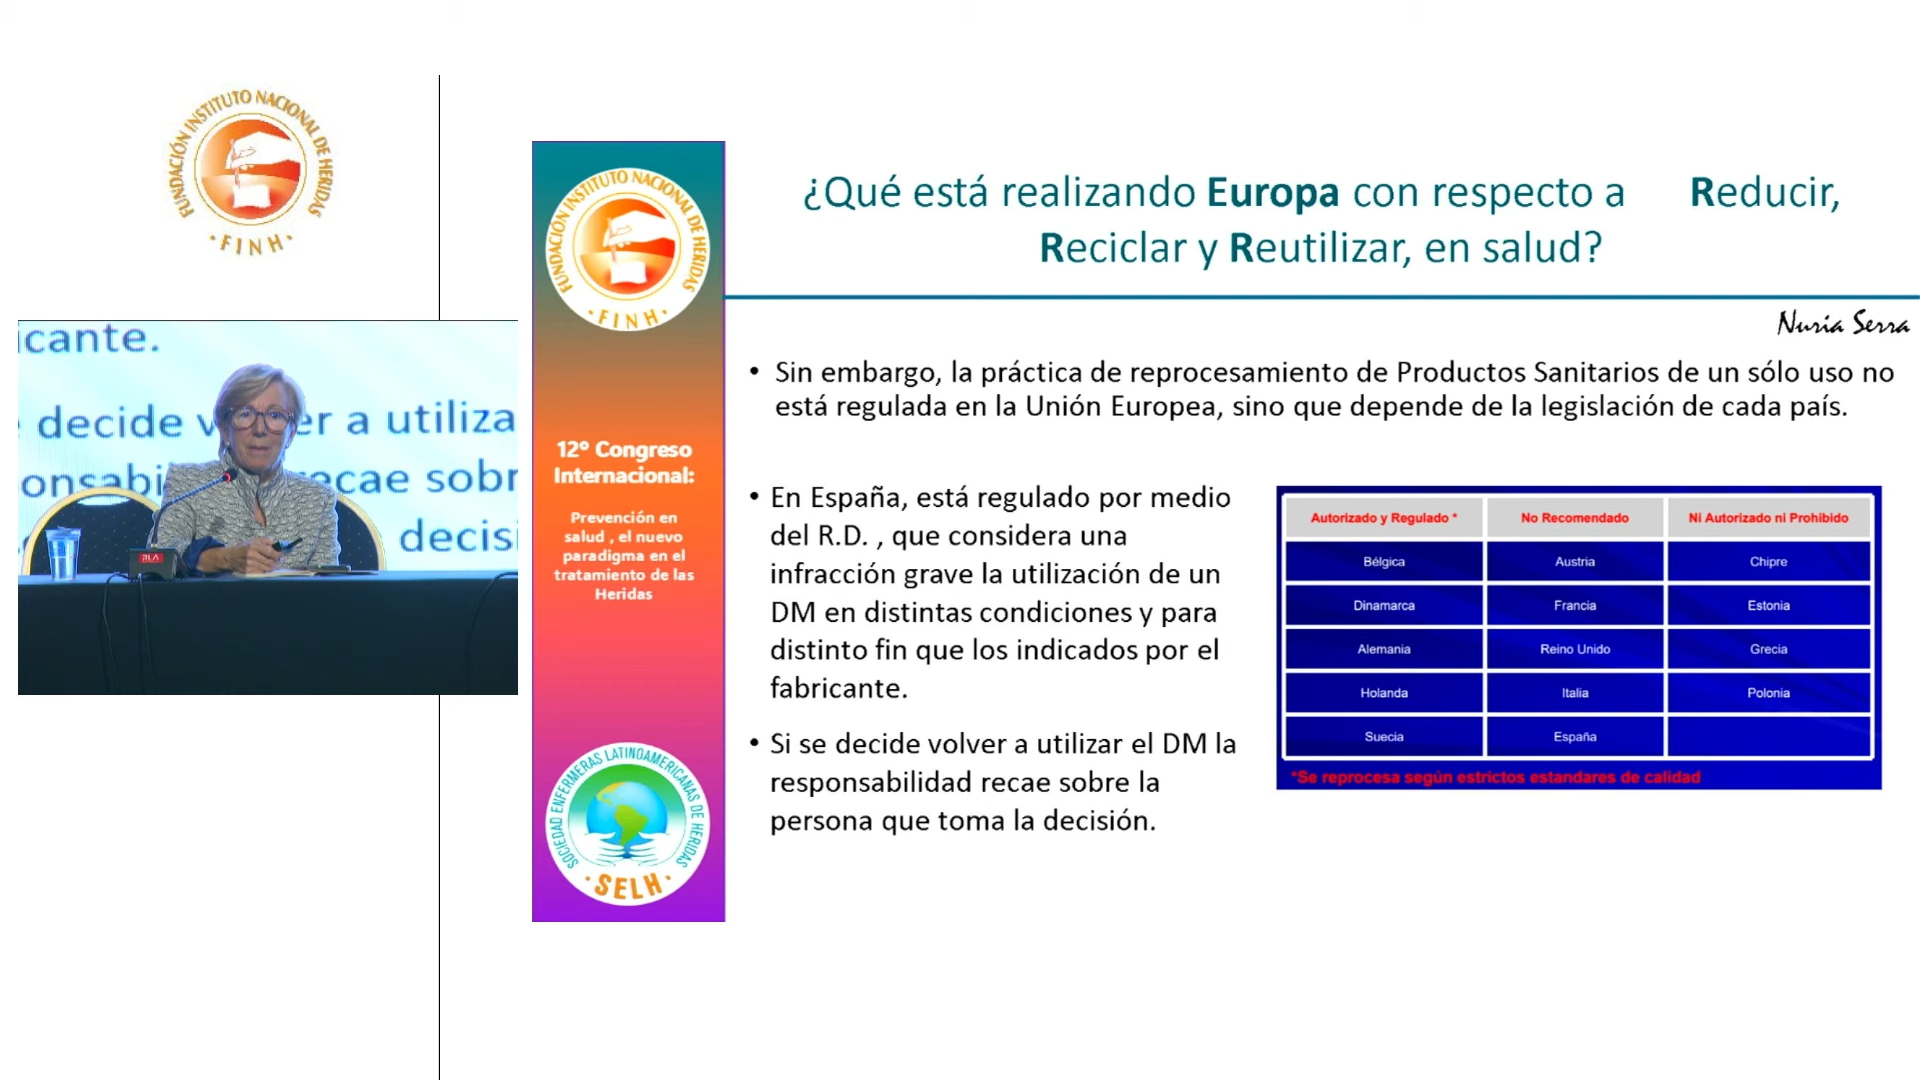 FUNDACIÓN INSTITUTO NACIONAL DE HERIDAS
·FINH·
icante.
decide v er a utiliza
onsabi ecae sobr
decisi
FUNDACIÓN INSTITUTO NACIONAL DE HERIDAS
·FINH·
12º Congreso
Internacional:
Prevención en
salud , el nuevo
paradigma en el
tratamiento de las
Heridas
SOCIEDAD ENFERMERAS LATINOAMERICANAS DE HERIDAS
·SELH·
¿Qué está realizando Europa con respecto a Reducir,
Reciclar y Reutilizar, en salud?
Nuria Serra
• Sin embargo, la práctica de reprocesamiento de Productos Sanitarios de un sólo uso no
está regulada en la Unión Europea, sino que depende de la legislación de cada país.
• En España, está regulado por medio
del R.D. , que considera una
infracción grave la utilización de un
DM en distintas condiciones y para
distinto fin que los indicados por el
fabricante.
• Si se decide volver a utilizar el DM la
responsabilidad recae sobre la
persona que toma la decisión.
Autorizado y Regulado * No Recomendado Ni Autorizado ni Prohibido
Bélgica Austria Chipre
Dinamarca Francia Estonia
Alemania Reino Unido Grecia
Holanda Italia Polonia
Suecia España
*Se reprocesa según estrictos estandares de calidad